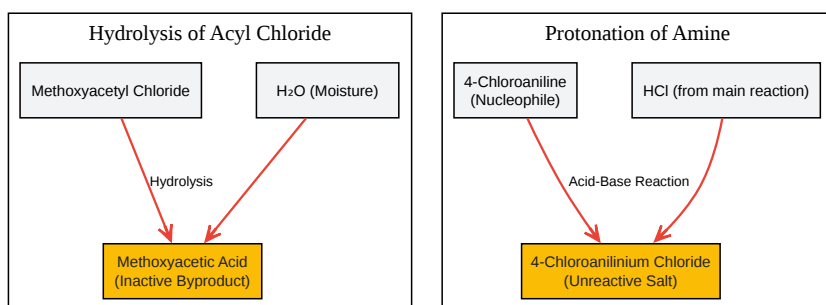 Hydrolysis of Acyl Chloride
Methoxyacetyl Chloride
H₂O (Moisture)
Hydrolysis
Methoxyacetic Acid
(Inactive Byproduct)
Protonation of Amine
4-Chloroaniline
(Nucleophile)
HCl (from main reaction)
Acid-Base Reaction
4-Chloroanilinium Chloride
(Unreactive Salt)